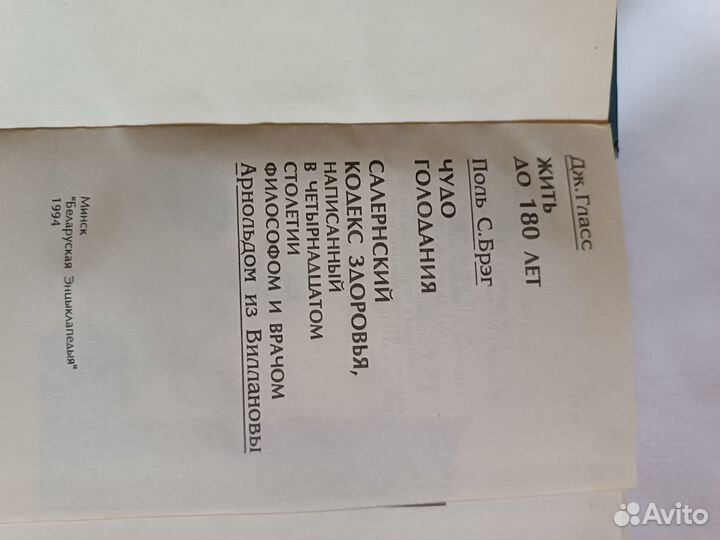 Дж.Гласс
ЖИТЬ
ДО 180 ЛЕТ
Поль С.Брэг
ЧУДО
ГОЛОДАНИЯ
САЛЕРНСКИЙ
КОДЕКС ЗДОРОВЬЯ,
НАПИСАННЫЙ
В ЧЕТЫРНАДЦАТОМ
СТОЛЕТИИ
ФИЛОСОФОМ И ВРАЧОМ
Арнольдом из Виллановы
Минск
"Беларуская Энцыклапедыя"
1994
Avito